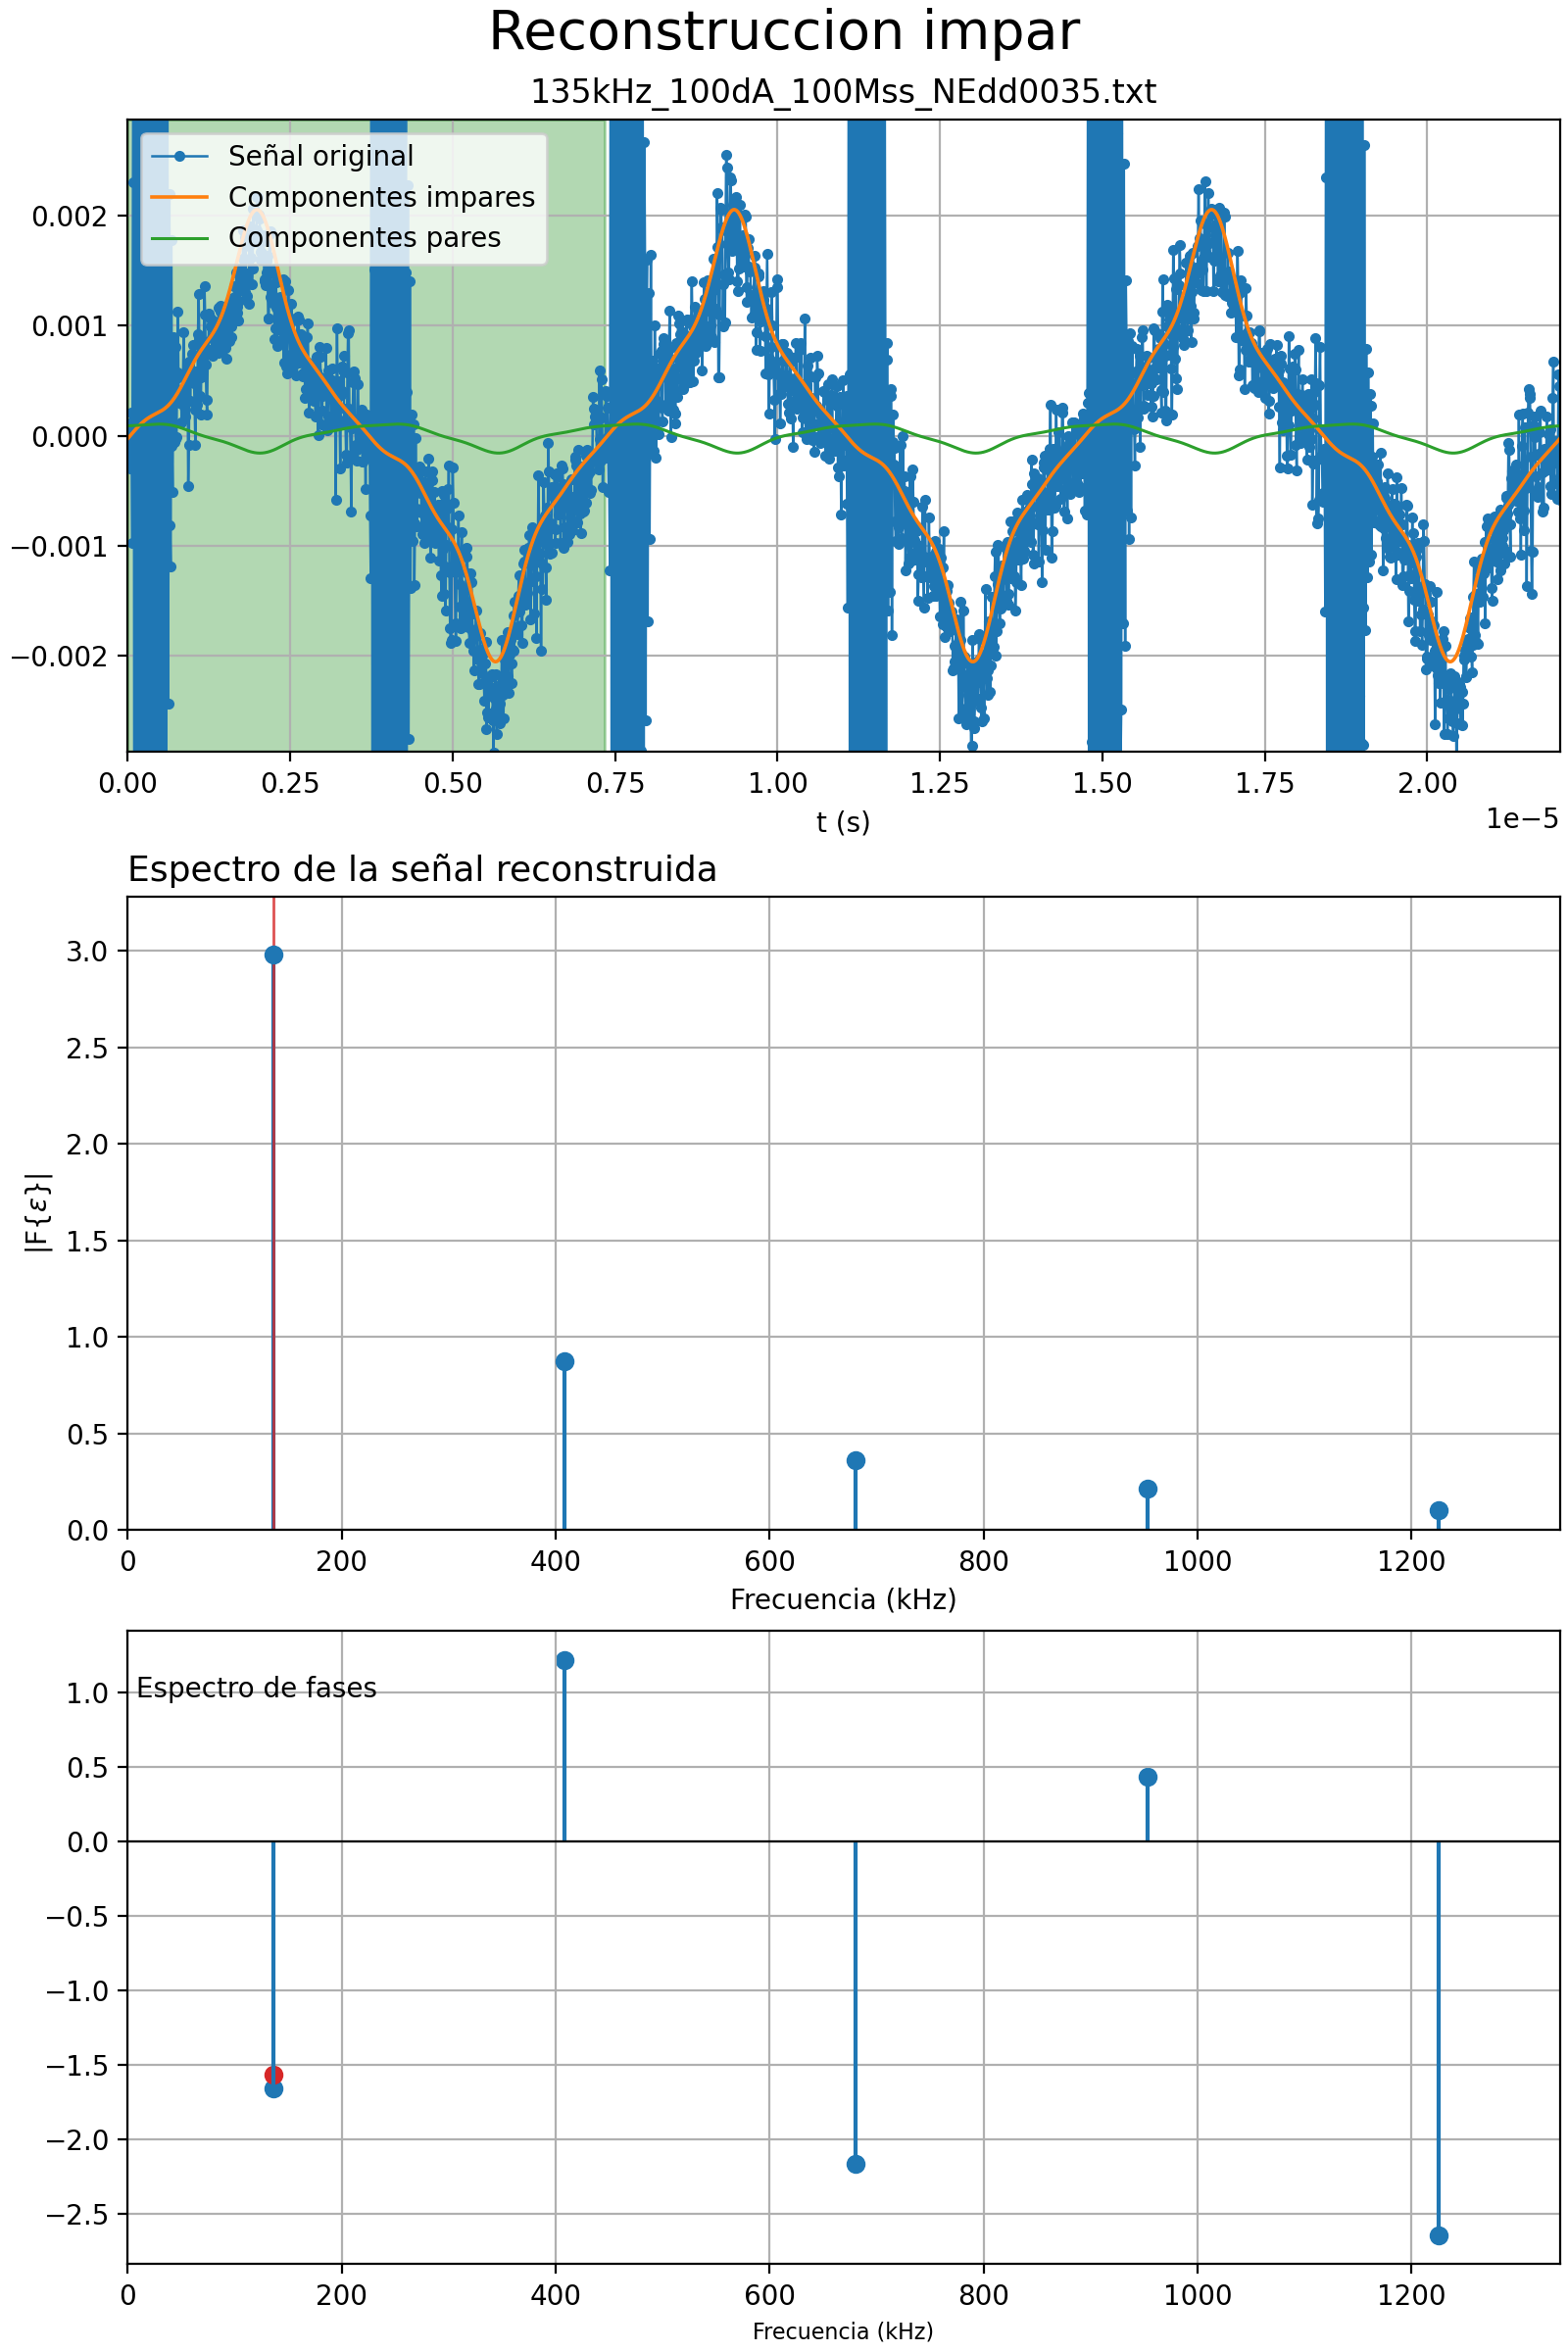 Reconstruccion impar
135kHz_100dA_100Mss_NEdd0035.txt
Señal original
Componentes impares
Componentes pares
0.002
0.001
0.000
−0.001
−0.002
0.00 0.25 0.50 0.75 1.00 1.25 1.50 1.75 2.00
1e−5
t (s)
Espectro de la señal reconstruida
3.0
2.5
2.0
1.5
1.0
0.5
0.0
|F{ε}|
0 200 400 600 800 1000 1200
Frecuencia (kHz)
Espectro de fases
1.0
0.5
0.0
−0.5
−1.0
−1.5
−2.0
−2.5
0 200 400 600 800 1000 1200
Frecuencia (kHz)